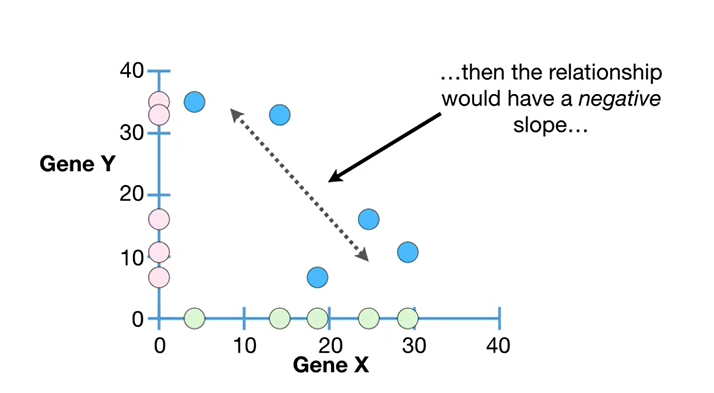 …then the relationship
would have a negative
slope…
40
30
Gene Y
20
10
0
0 10 20 30 40
Gene X